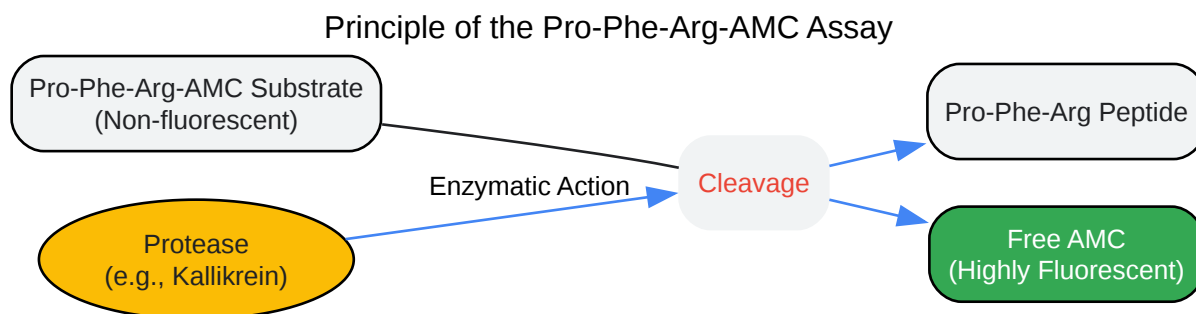 Principle of the Pro-Phe-Arg-AMC Assay
Pro-Phe-Arg-AMC Substrate
(Non-fluorescent)
Pro-Phe-Arg Peptide
Enzymatic Action
Cleavage
Protease
(e.g., Kallikrein)
Free AMC
(Highly Fluorescent)